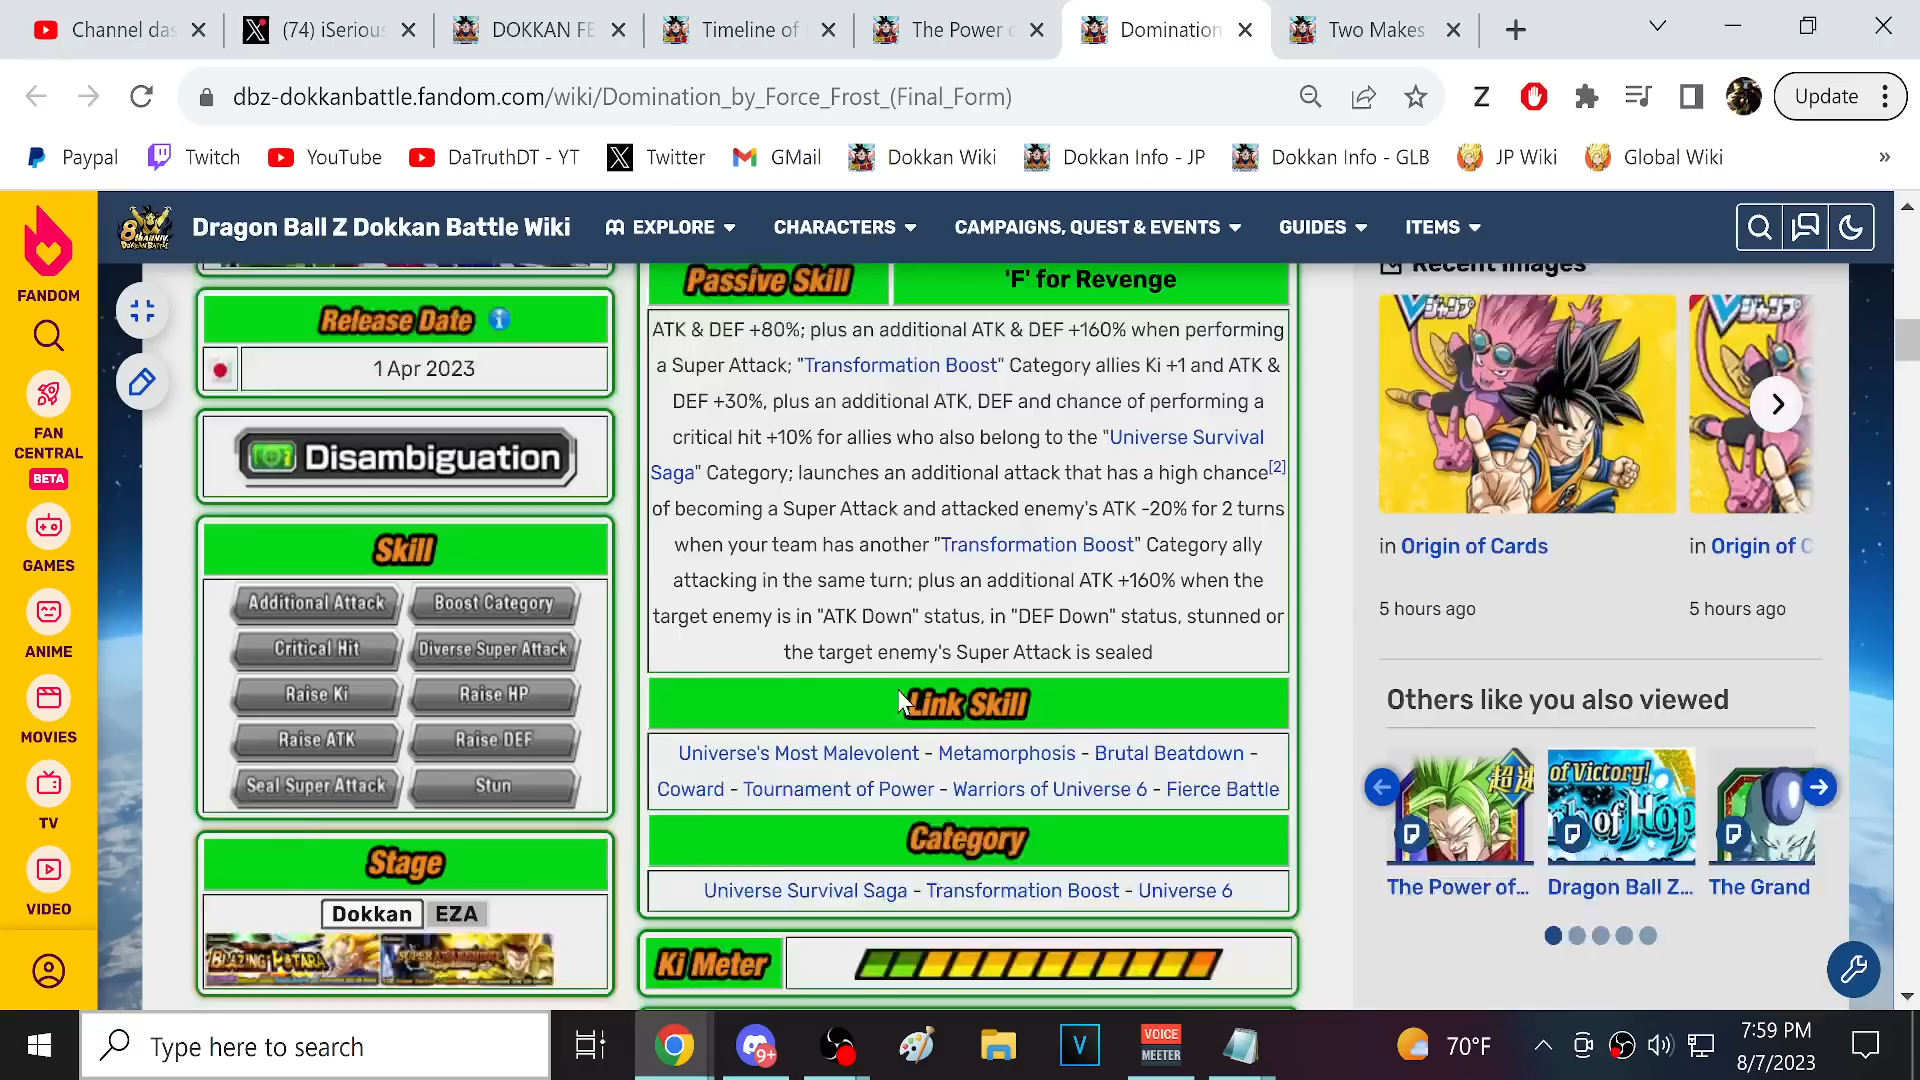 Channel das
(74) iSerious
DOKKAN FE
Timeline of
The Power o
Domination
Two Makes
dbz-dokkanbattle.fandom.com/wiki/Domination_by_Force_Frost_(Final_Form)
Z
Update
Paypal
Twitch
YouTube
DaTruthDT - YT
Twitter
GMail
Dokkan Wiki
Dokkan Info - JP
Dokkan Info - GLB
JP Wiki
Global Wiki
»
Dragon Ball Z Dokkan Battle Wiki
EXPLORE
CHARACTERS
CAMPAIGNS, QUEST & EVENTS
GUIDES
ITEMS
FANDOM
FAN
CENTRAL
BETA
GAMES
ANIME
MOVIES
TV
VIDEO
Release Date
1 Apr 2023
Disambiguation
Skill
Additional Attack
Boost Category
Critical Hit
Diverse Super Attack
Raise Ki
Raise HP
Raise ATK
Raise DEF
Seal Super Attack
Stun
Stage
Dokkan
EZA
BLAZING POTARA
Passive Skill
'F' for Revenge
ATK & DEF +80%; plus an additional ATK & DEF +160% when performing
a Super Attack; "Transformation Boost" Category allies Ki +1 and ATK &
DEF +30%, plus an additional ATK, DEF and chance of performing a
critical hit +10% for allies who also belong to the "Universe Survival
Saga" Category; launches an additional attack that has a high chance[2]
of becoming a Super Attack and attacked enemy's ATK -20% for 2 turns
when your team has another "Transformation Boost" Category ally
attacking in the same turn; plus an additional ATK +160% when the
target enemy is in "ATK Down" status, in "DEF Down" status, stunned or
the target enemy's Super Attack is sealed
Link Skill
Universe's Most Malevolent - Metamorphosis - Brutal Beatdown -
Coward - Tournament of Power - Warriors of Universe 6 - Fierce Battle
Category
Universe Survival Saga - Transformation Boost - Universe 6
Ki Meter
Recent Images
in Origin of Cards
5 hours ago
in Origin of C
5 hours ago
Others like you also viewed
超速
of Victory!
of Hop
The Power of...
Dragon Ball Z...
The Grand
Type here to search
9+
V
VOICE
MEETER
70°F
7:59 PM
8/7/2023